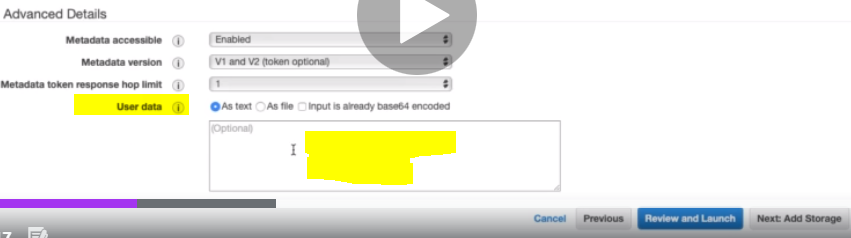 Advanced Details
Metadata accessible i Enabled
Metadata version i V1 and V2 (token optional)
Metadata token response hop limit i 1
User data i As text As file Input is already base64 encoded
(Optional)
Cancel Previous Review and Launch Next: Add Storage